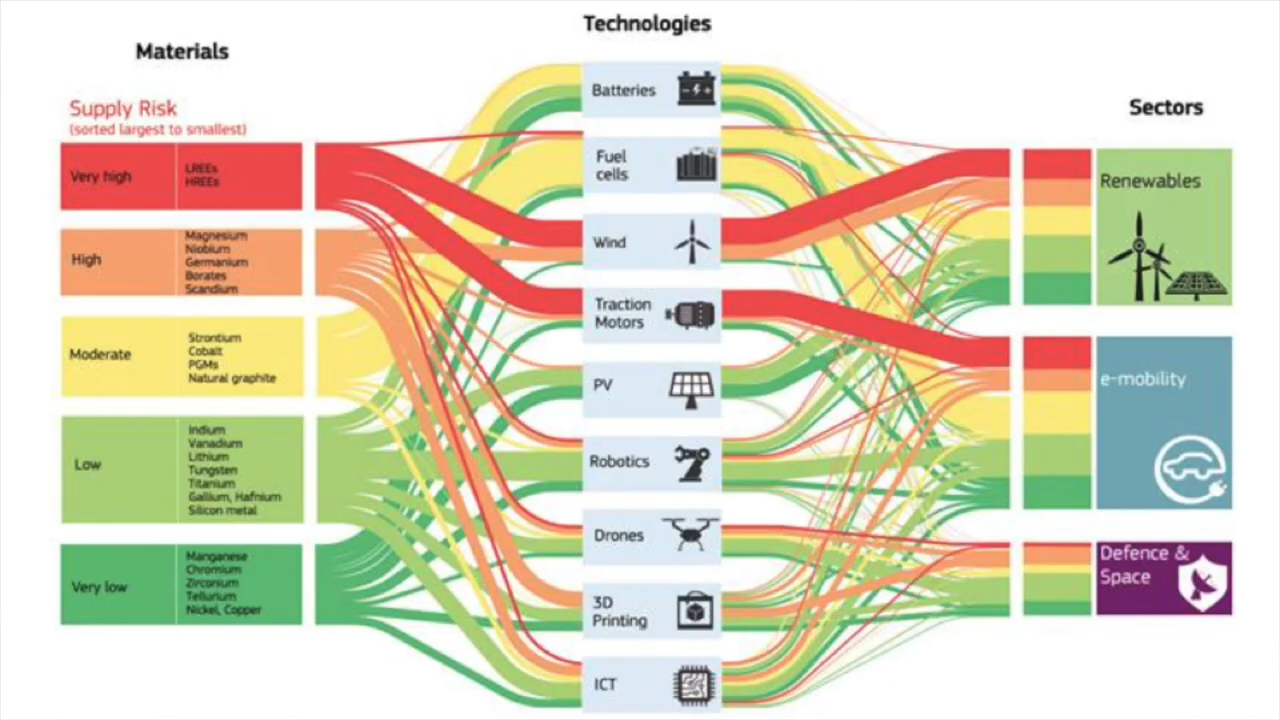 Technologies
Materials
Sectors
Supply Risk
(sorted largest to smallest)
Very high
LREEs
HREEs
High
Magnesium
Niobium
Germanium
Borates
Scandium
Moderate
Strontium
Cobalt
PGMs
Natural graphite
Low
Indium
Vanadium
Lithium
Tungsten
Titanium
Gallium, Hafnium
Silicon metal
Very low
Manganese
Chromium
Zirconium
Tellurium
Nickel, Copper
Batteries
Fuel
cells
Wind
Traction
Motors
PV
Robotics
Drones
3D
Printing
ICT
Renewables
e-mobility
Defence &
Space